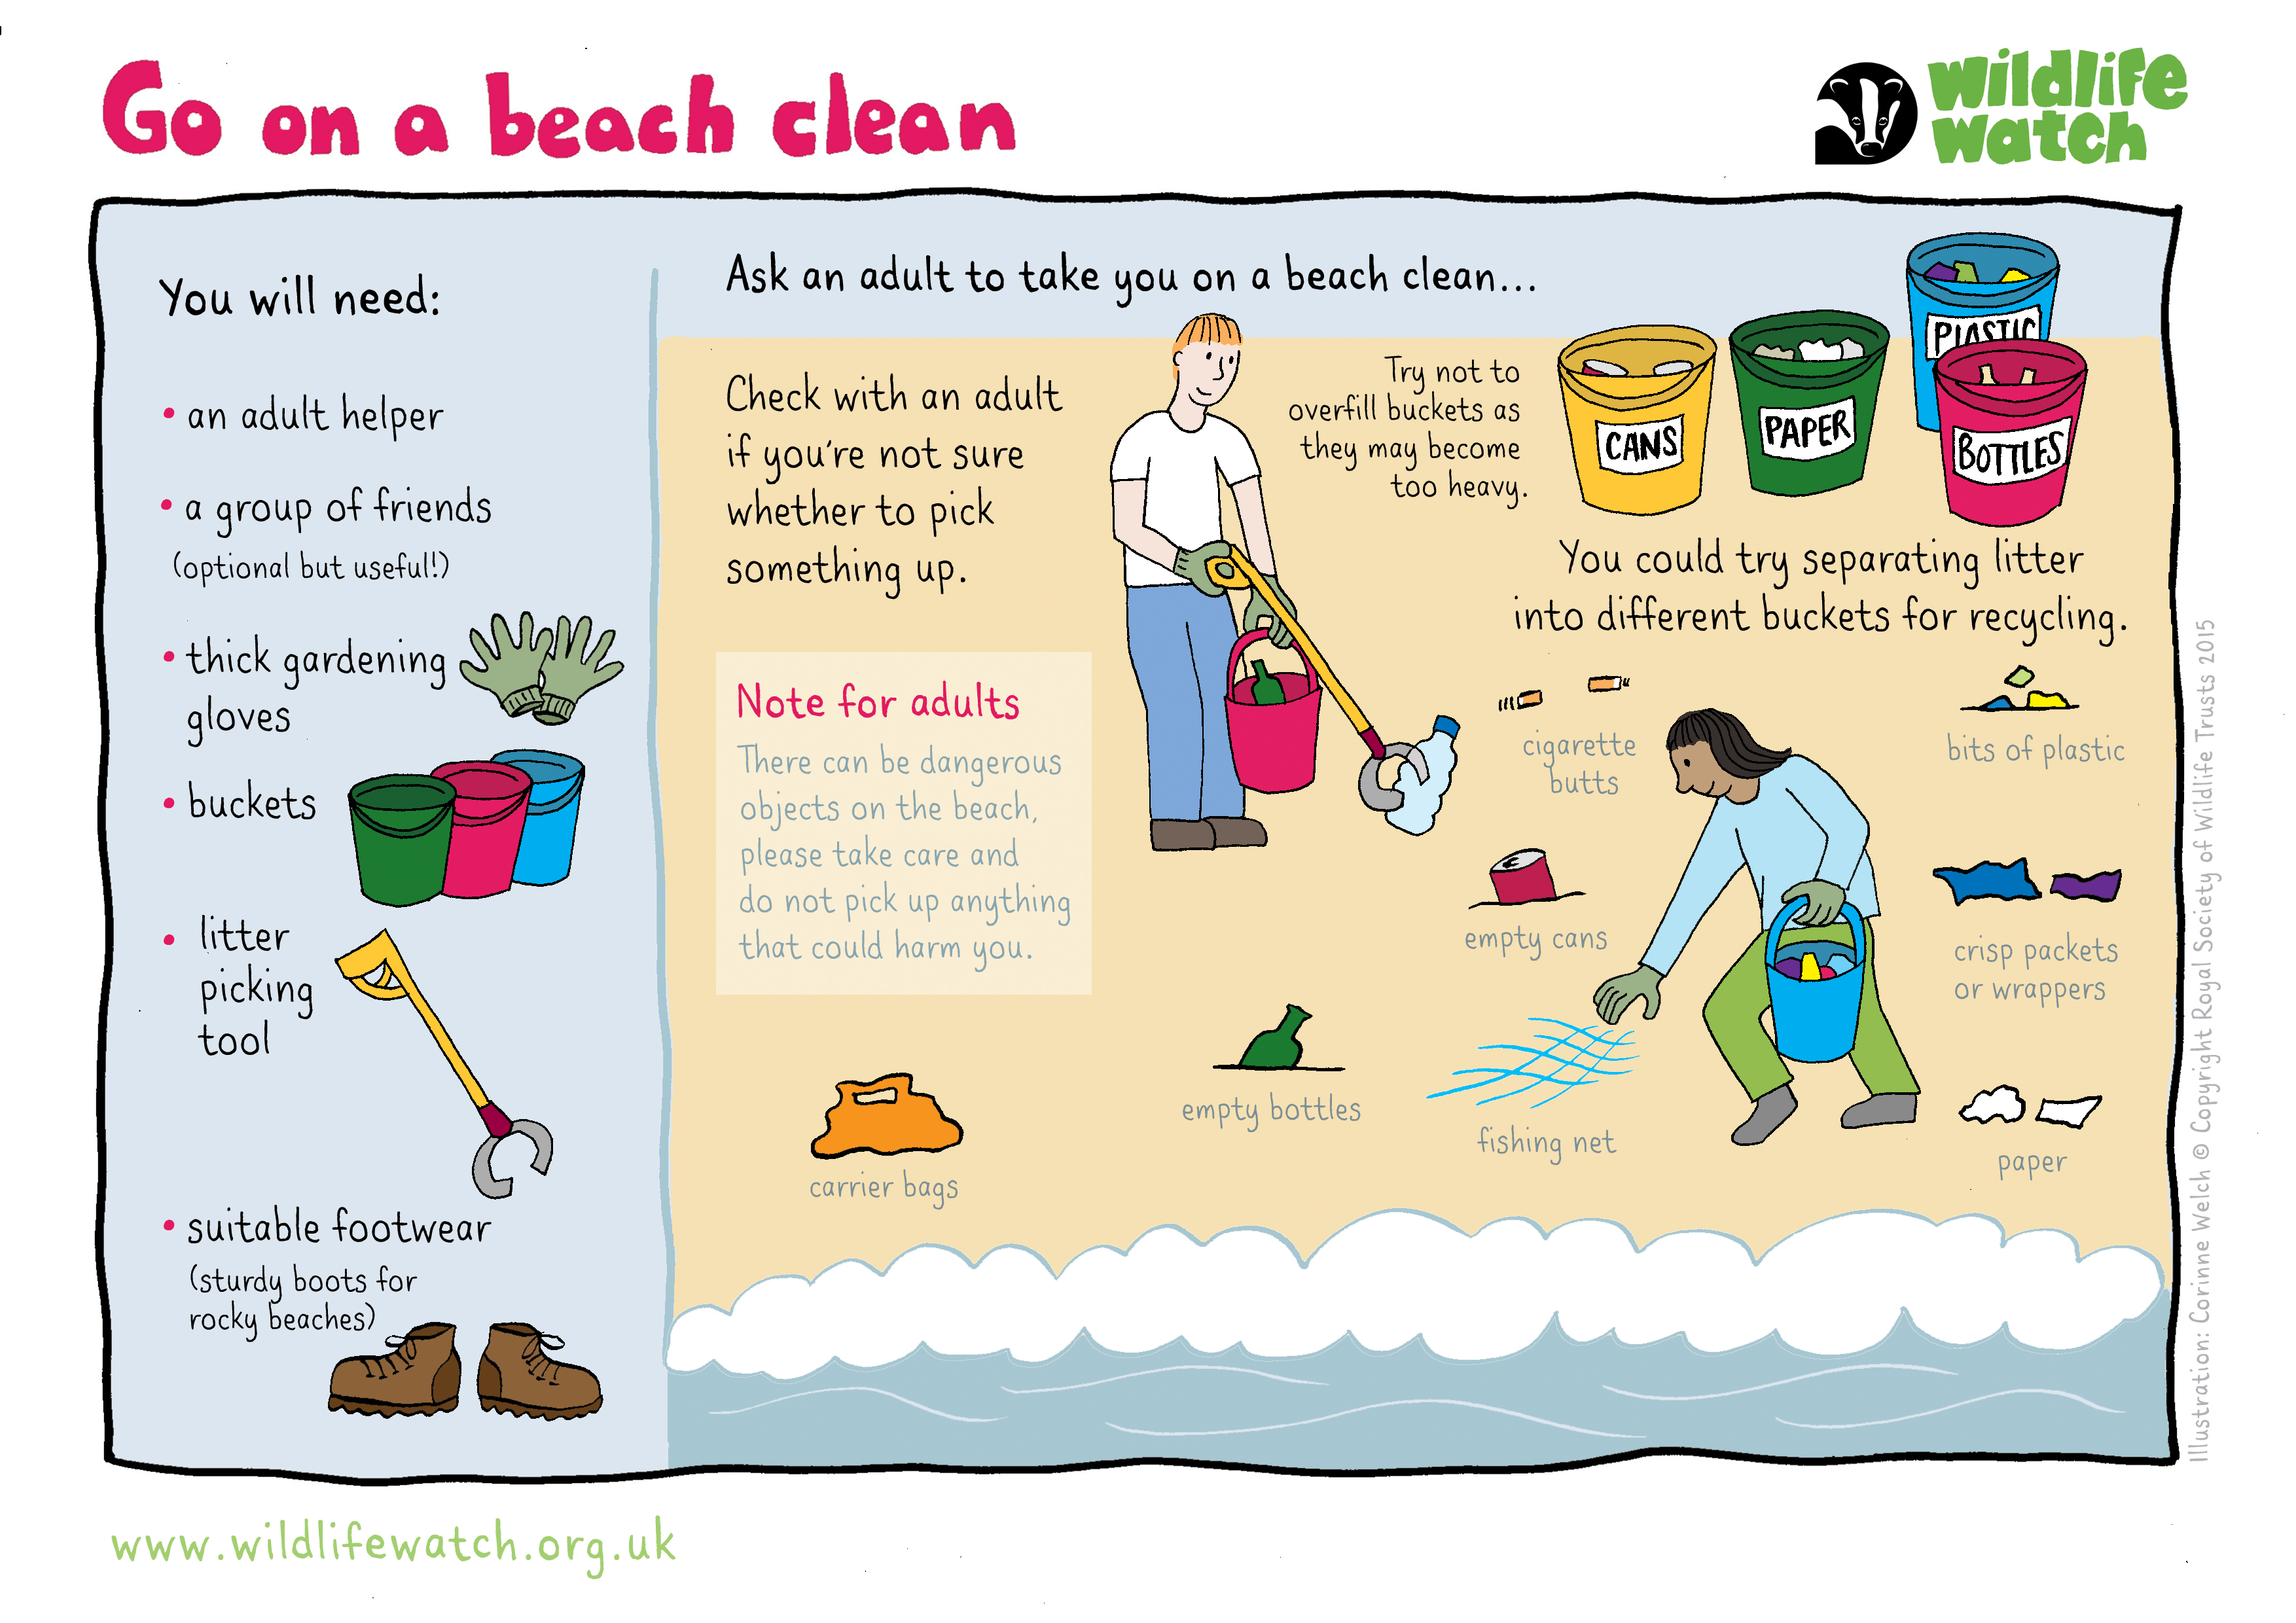 Go on a beach clean
Wildlife
Watch
You will need:
• an adult helper
• a group of friends
(optional but useful!)
• thick gardening
gloves
• buckets
• litter
picking
tool
• suitable footwear
(sturdy boots for
rocky beaches)
Ask an adult to take you on a beach clean...
Check with an adult
if you're not sure
whether to pick
something up.
Note for adults
There can be dangerous
objects on the beach,
please take care and
do not pick up anything
that could harm you.
Try not to
overfill buckets as
they may become
too heavy.
CANS
PAPER
PLASTIC
BOTTLES
You could try separating litter
into different buckets for recycling.
cigarette
butts
bits of plastic
empty cans
crisp packets
or wrappers
empty bottles
fishing net
paper
carrier bags
Illustration: Corinne Welch © Copyright Royal Society of Wildlife Trusts 2015
www.wildlifewatch.org.uk